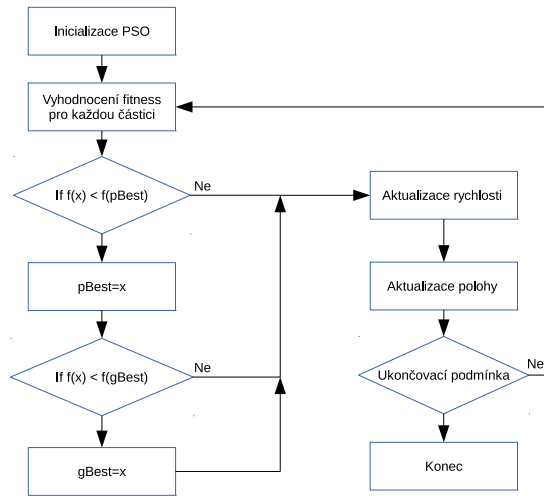 Inicializace PSO
Vyhodnocení fitness
pro každou částici
If f(x) < f(pBest)
Ne
pBest=x
If f(x) < f(gBest)
Ne
gBest=x
Aktualizace rychlosti
Aktualizace polohy
Ukončovací podmínka
Ne
Konec